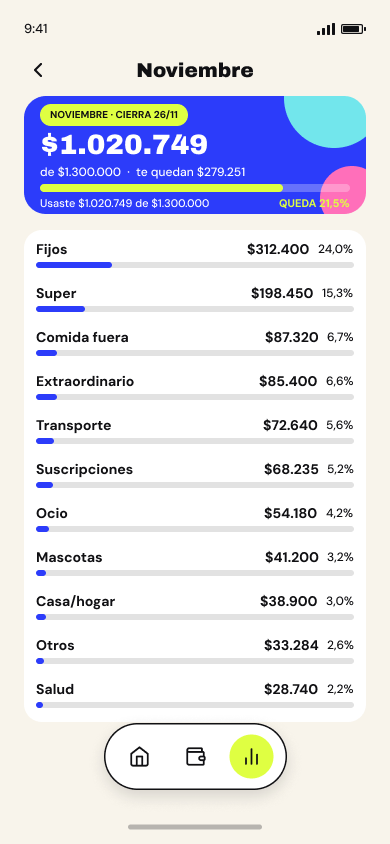 9:41
Noviembre
NOVIEMBRE · CIERRA 26/11
$1.020.749
de $1.300.000 · te quedan $279.251
Usaste $1.020.749 de $1.300.000 QUEDA 21,5%
Fijos $312.400 24,0%
Super $198.450 15,3%
Comida fuera $87.320 6,7%
Extraordinario $85.400 6,6%
Transporte $72.640 5,6%
Suscripciones $68.235 5,2%
Ocio $54.180 4,2%
Mascotas $41.200 3,2%
Casa/hogar $38.900 3,0%
Otros $33.284 2,6%
Salud $28.740 2,2%